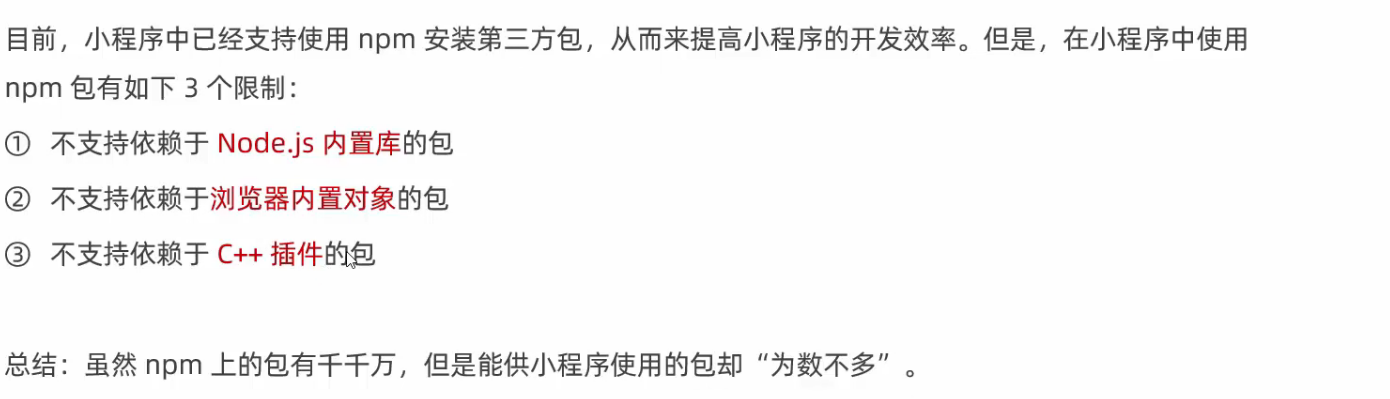 目前，小程序中已经支持使用 npm 安装第三方包，从而来提高小程序的开发效率。但是，在小程序中使用
npm 包有如下 3 个限制：
① 不支持依赖于 Node.js 内置库的包
② 不支持依赖于浏览器内置对象的包
③ 不支持依赖于 C++ 插件的包
总结：虽然 npm 上的包有千千万，但是能供小程序使用的包却“为数不多”。